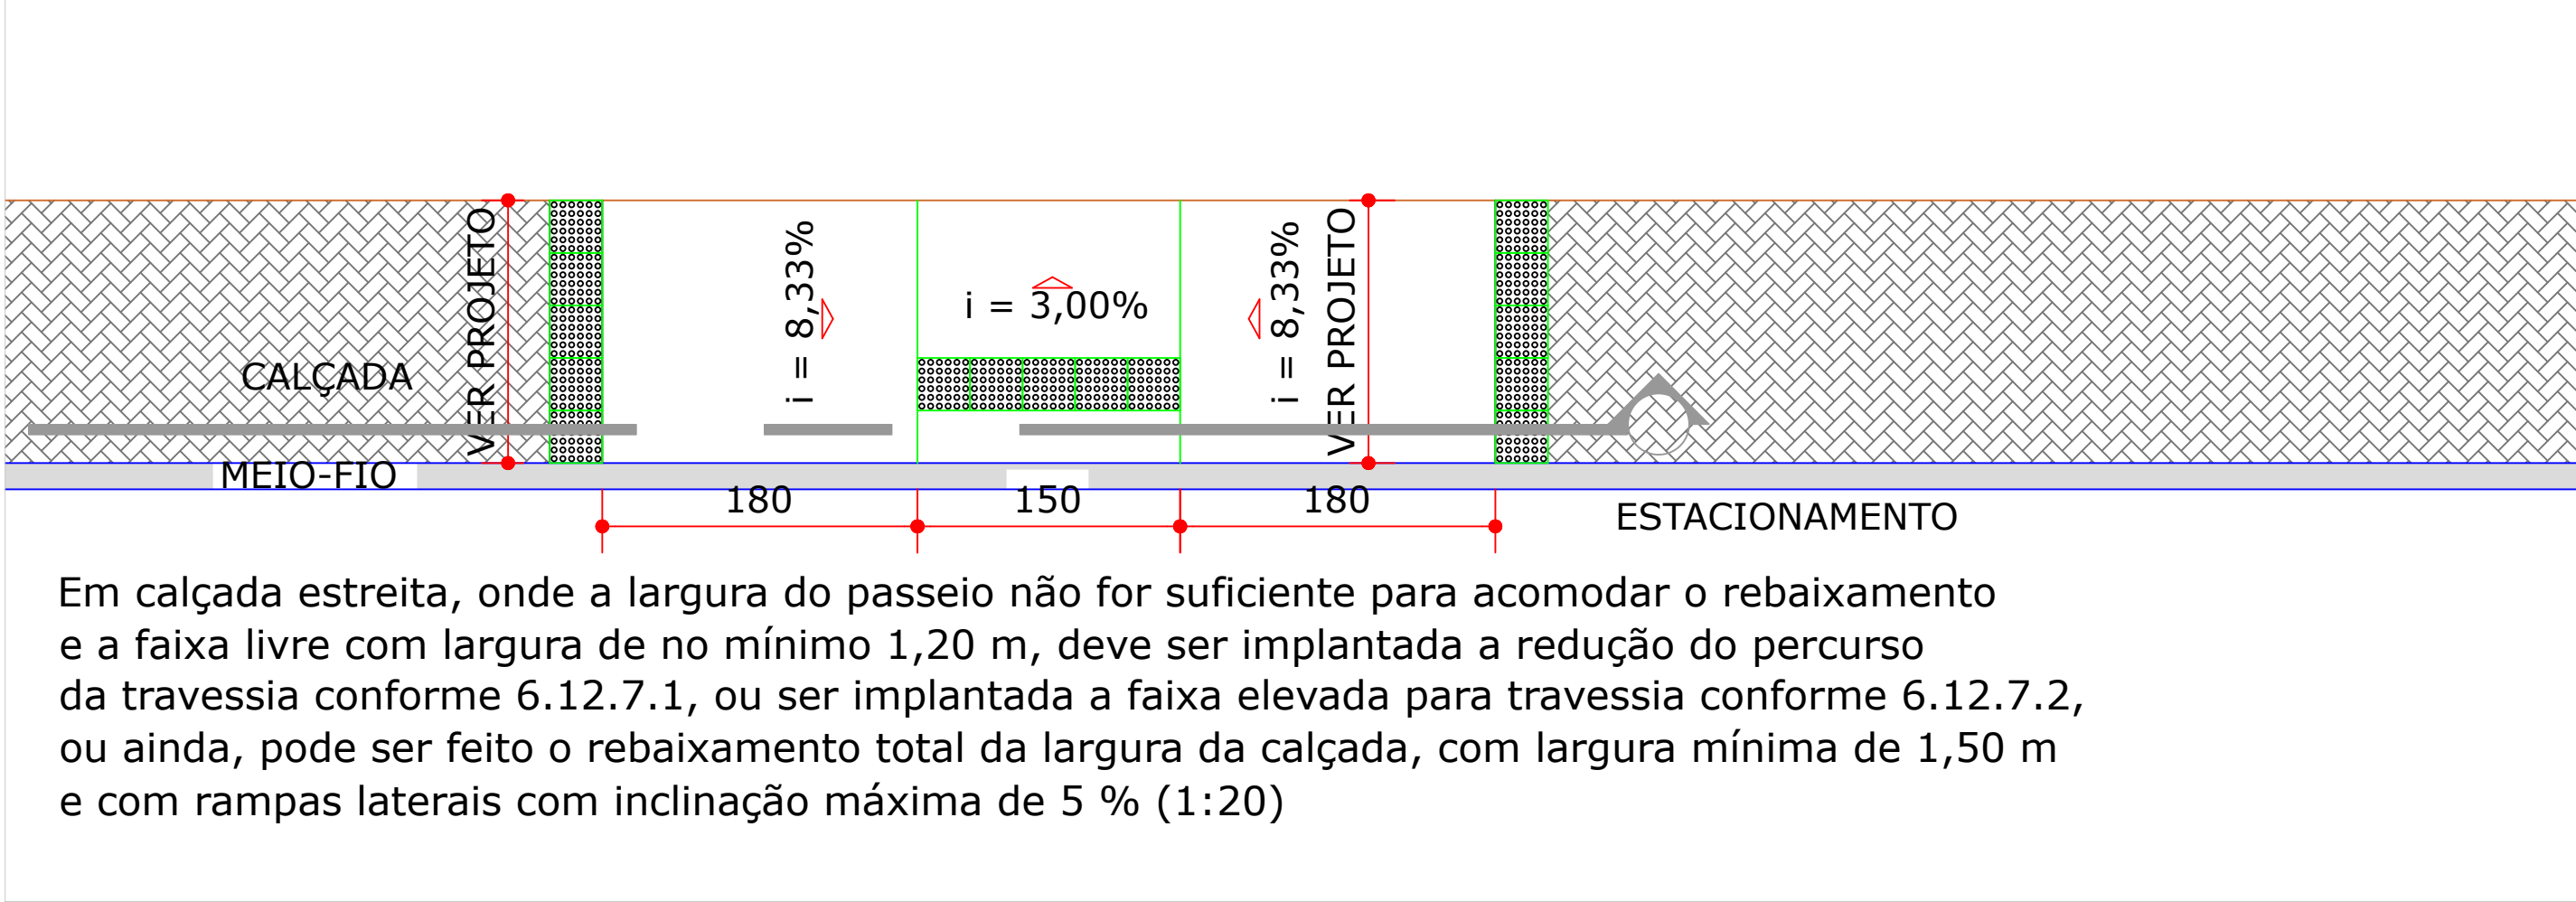 VER PROJETO
i = 8,33%
i = 3,00%
i = 8,33%
VER PROJETO
CALÇADA
MEIO-FIO
180
150
180
ESTACIONAMENTO
Em calçada estreita, onde a largura do passeio não for suficiente para acomodar o rebaixamento
e a faixa livre com largura de no mínimo 1,20 m, deve ser implantada a redução do percurso
da travessia conforme 6.12.7.1, ou ser implantada a faixa elevada para travessia conforme 6.12.7.2,
ou ainda, pode ser feito o rebaixamento total da largura da calçada, com largura mínima de 1,50 m
e com rampas laterais com inclinação máxima de 5 % (1:20)